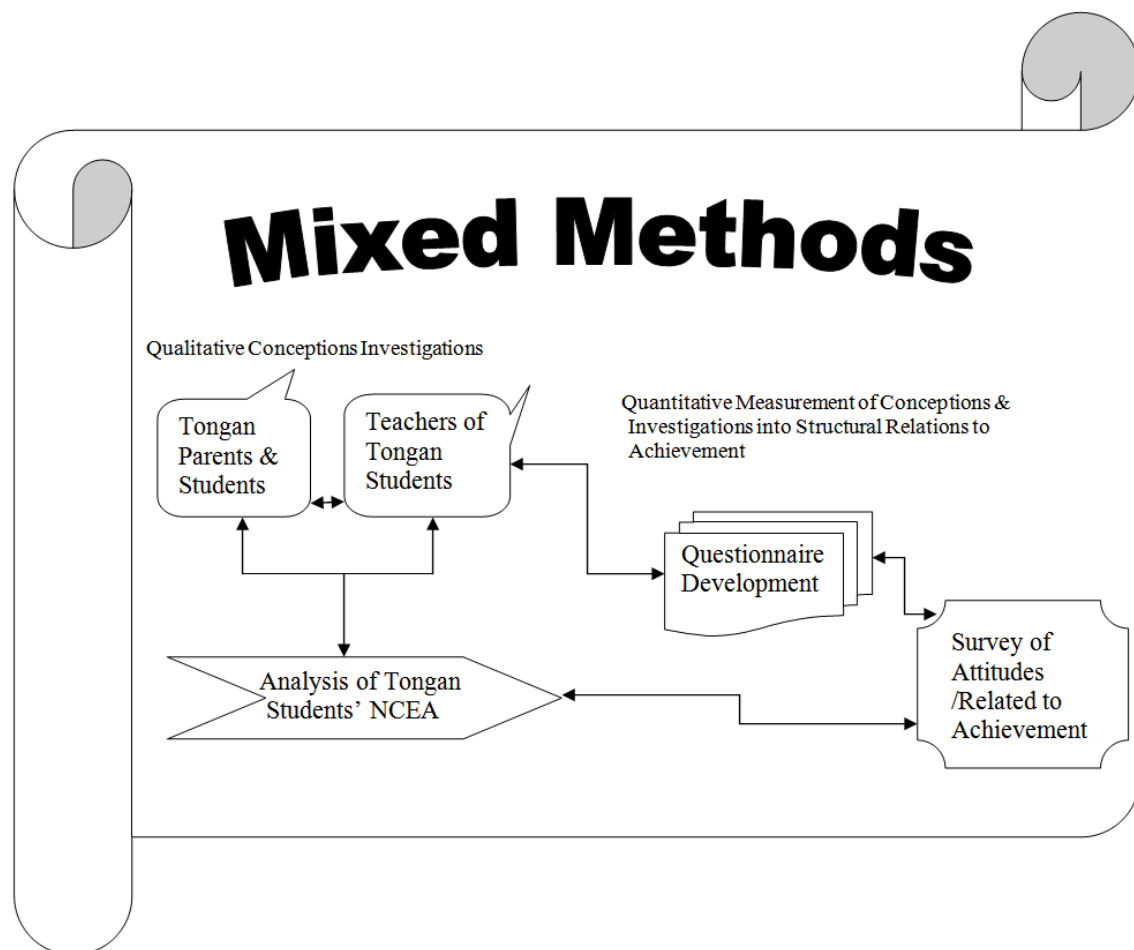 Mixed Methods
Qualitative Conceptions Investigations
Tongan
Parents &
Students
Teachers of
Tongan
Students
Quantitative Measurement of Conceptions &
Investigations into Structural Relations to
Achievement
Questionnaire
Development
Survey of
Attitudes
/Related to
Achievement
Analysis of Tongan
Students’ NCEA